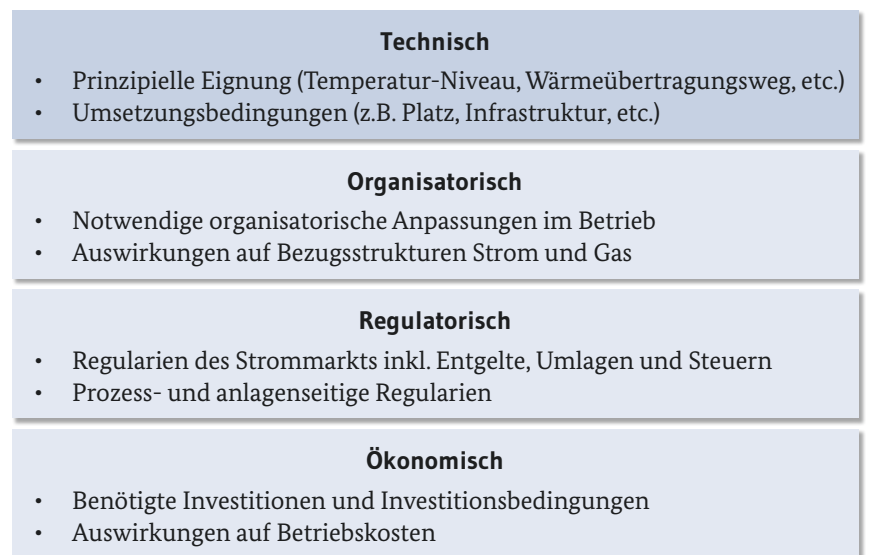 Technisch
• Prinzipielle Eignung (Temperatur-Niveau, Wärmeübertragungsweg, etc.)
• Umsetzungsbedingungen (z.B. Platz, Infrastruktur, etc.)
Organisatorisch
• Notwendige organisatorische Anpassungen im Betrieb
• Auswirkungen auf Bezugsstrukturen Strom und Gas
Regulatorisch
• Regularien des Strommarkts inkl. Entgelte, Umlagen und Steuern
• Prozess- und anlagenseitige Regularien
Ökonomisch
• Benötigte Investitionen und Investitionsbedingungen
• Auswirkungen auf Betriebskosten